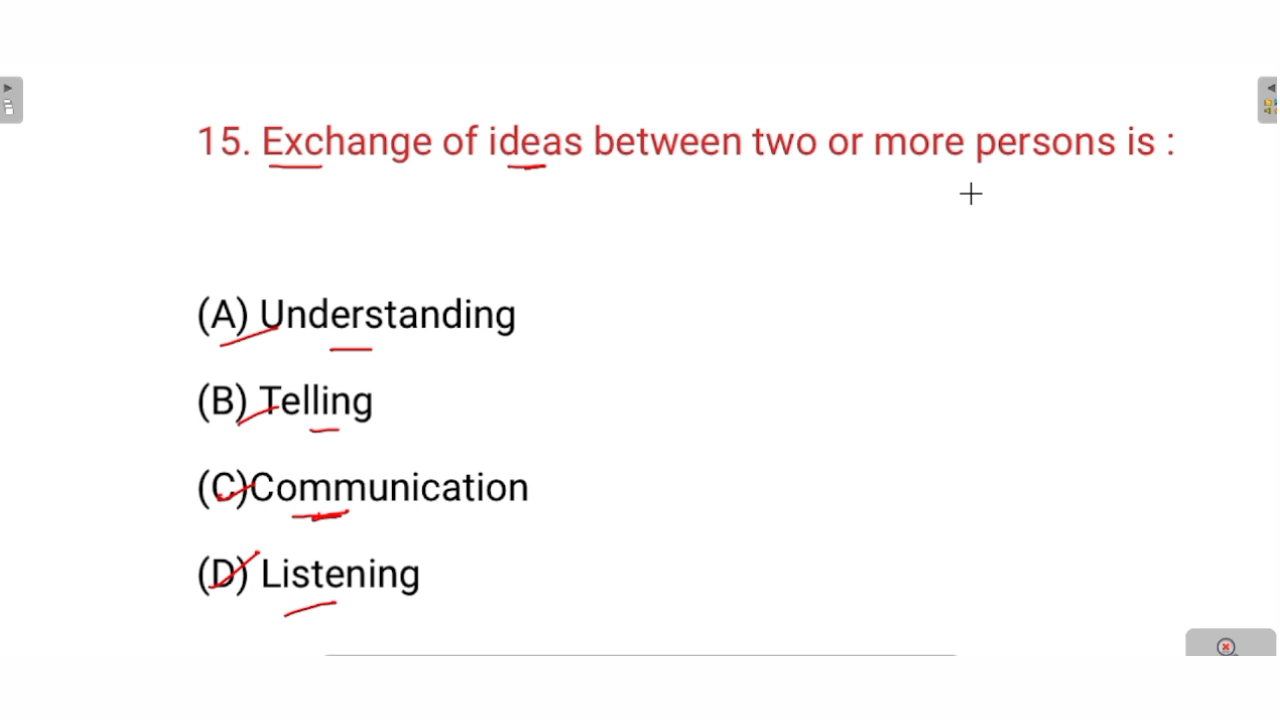 15. Exchange of ideas between two or more persons is :
(A) Understanding
(B) Telling
(C)Communication
(D) Listening